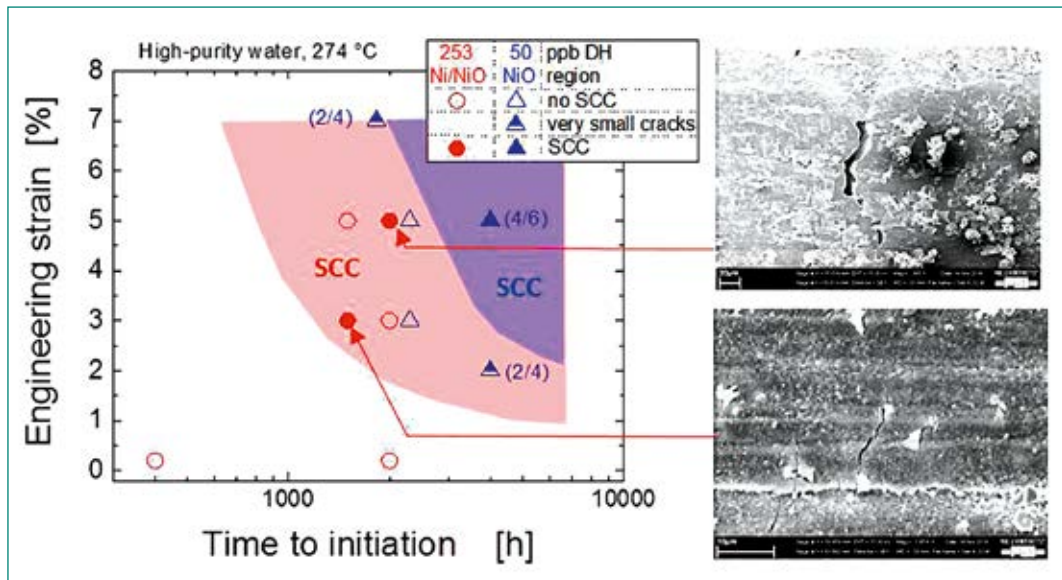 High-purity water, 274 °C
253 50 ppb DH
Ni/NiO NiO region
no SCC
very small cracks
SCC
Engineering strain [%]
8
7
6
5
4
3
2
1
0
(2/4)
(4/6)
SCC
SCC
(2/4)
1000
10000
Time to initiation [h]